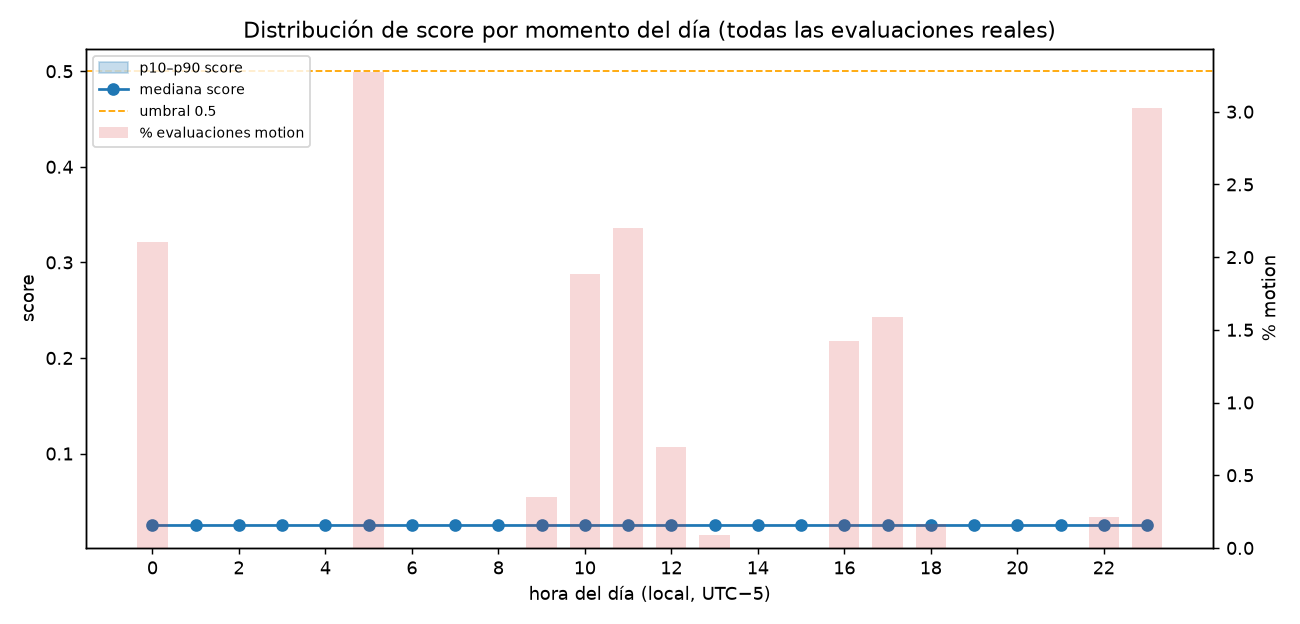 Distribución de score por momento del día (todas las evaluaciones reales)
p10–p90 score
mediana score
umbral 0.5
% evaluaciones motion
0.5
0.4
0.3
0.2
0.1
score
3.0
2.5
2.0
1.5
1.0
0.5
0.0
% motion
0 2 4 6 8 10 12 14 16 18 20 22
hora del día (local, UTC−5)